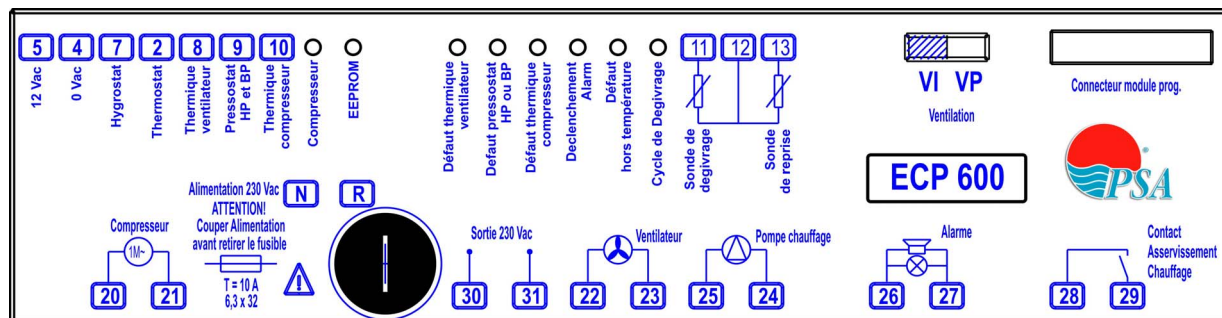 5
4
7
2
8
9
10
11
12
13
12 Vac
0 Vac
Hygrostat
Thermostat
Thermique
ventilateur
Pressostat
HP et BP
Thermique
compresseur
Compresseur
EEPROM
Défaut thermique
ventilateur
Defaut pressostat
HP ou BP
Défaut thermique
compresseur
Declenchement
Alarm
Défaut
hors température
Cycle de Degivrage
Sonde de
degivrage
Sonde
de reprise
VI VP
Ventilation
Connecteur module prog.
ECP 600
PSA
®
Alimentation 230 Vac
ATTENTION!
Couper Alimentation
avant retirer le fusible
T = 10 A
6,3 x 32
N
R
Compresseur
1M~
20
21
Sortie 230 Vac
30
31
Ventilateur
22
23
Pompe chauffage
25
24
Alarme
26
27
Contact
Asservissement
Chauffage
28
29